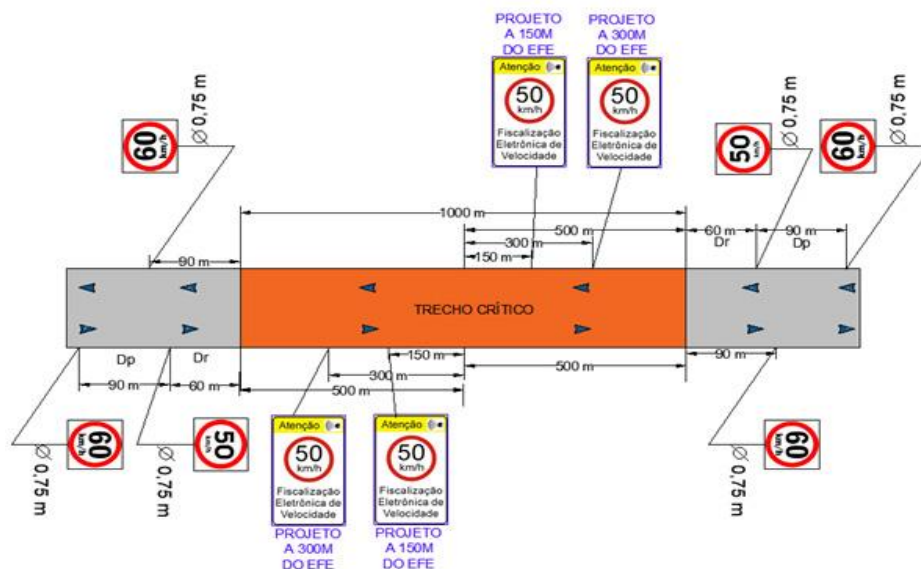 PROJETO
A 150M
DO EFE
PROJETO
A 300M
DO EFE
Atenção
50
km/h
Fiscalização
Eletrônica de
Velocidade
Atenção
50
km/h
Fiscalização
Eletrônica de
Velocidade
60
km/h
Ø 0,75 m
50
km/h
Ø 0,75 m
60
km/h
Ø 0,75 m
1000 m
500 m
300 m
150 m
60 m
Dr
90 m
Dp
90 m
TRECHO CRÍTICO
Dp
90 m
Dr
60 m
150 m
300 m
500 m
500 m
90 m
Ø 0,75 m
60
km/h
Ø 0,75 m
50
km/h
Atenção
50
km/h
Fiscalização
Eletrônica de
Velocidade
PROJETO
A 300M
DO EFE
Atenção
50
km/h
Fiscalização
Eletrônica de
Velocidade
PROJETO
A 150M
DO EFE
Ø 0,75 m
60
km/h